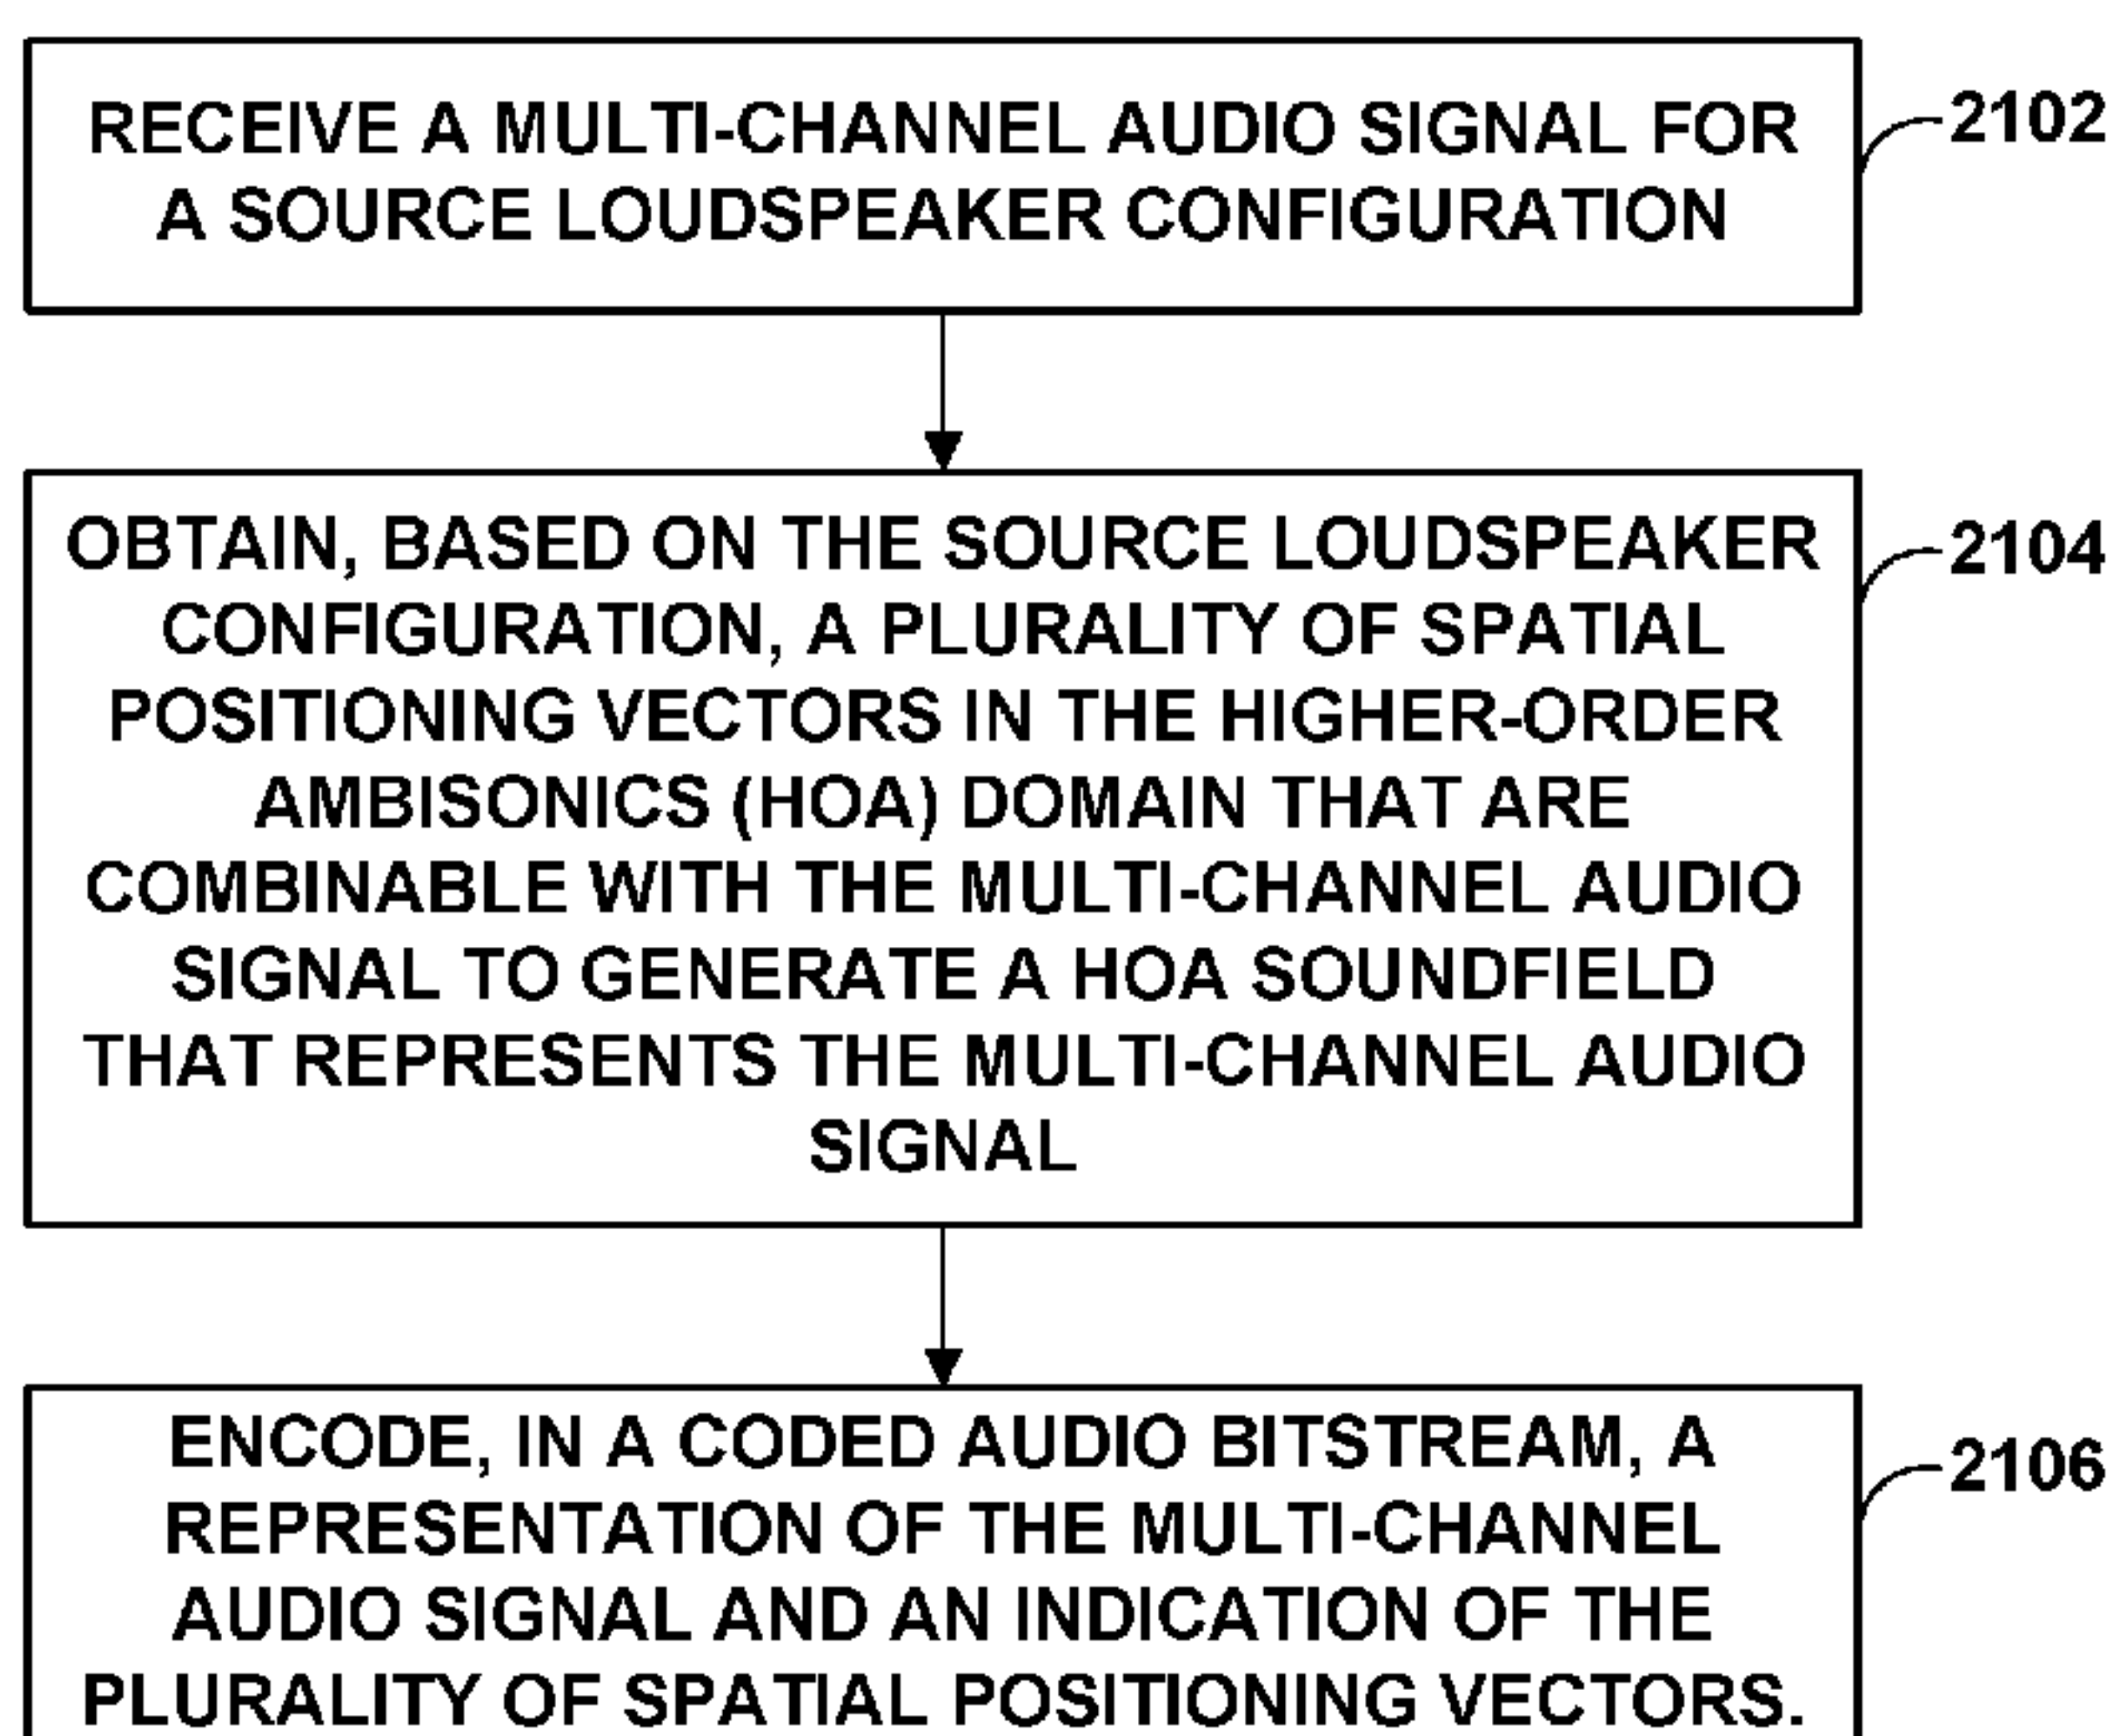 RECEIVE A MULTI-CHANNEL AUDIO SIGNAL FOR
A SOURCE LOUDSPEAKER CONFIGURATION
2102
OBTAIN, BASED ON THE SOURCE LOUDSPEAKER
CONFIGURATION, A PLURALITY OF SPATIAL
POSITIONING VECTORS IN THE HIGHER-ORDER
AMBISONICS (HOA) DOMAIN THAT ARE
COMBINABLE WITH THE MULTI-CHANNEL AUDIO
SIGNAL TO GENERATE A HOA SOUNDFIELD
THAT REPRESENTS THE MULTI-CHANNEL AUDIO
SIGNAL
2104
ENCODE, IN A CODED AUDIO BITSTREAM, A
REPRESENTATION OF THE MULTI-CHANNEL
AUDIO SIGNAL AND AN INDICATION OF THE
PLURALITY OF SPATIAL POSITIONING VECTORS.
2106